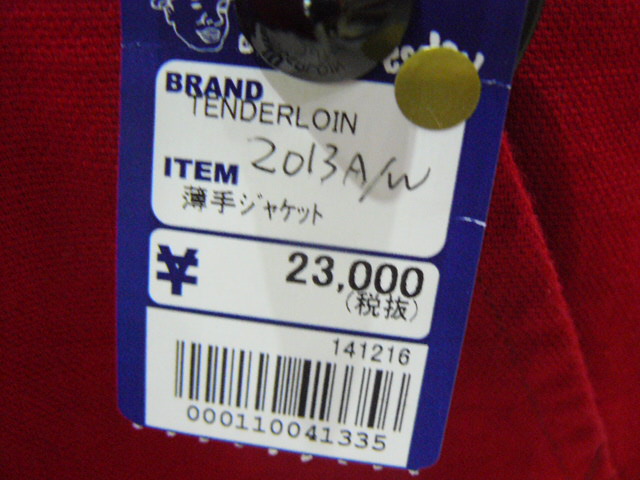 BRAND
TENDERLOIN
2013A/W
ITEM
薄手ジャケット
¥ 23,000
(税抜)
141216
000110041335